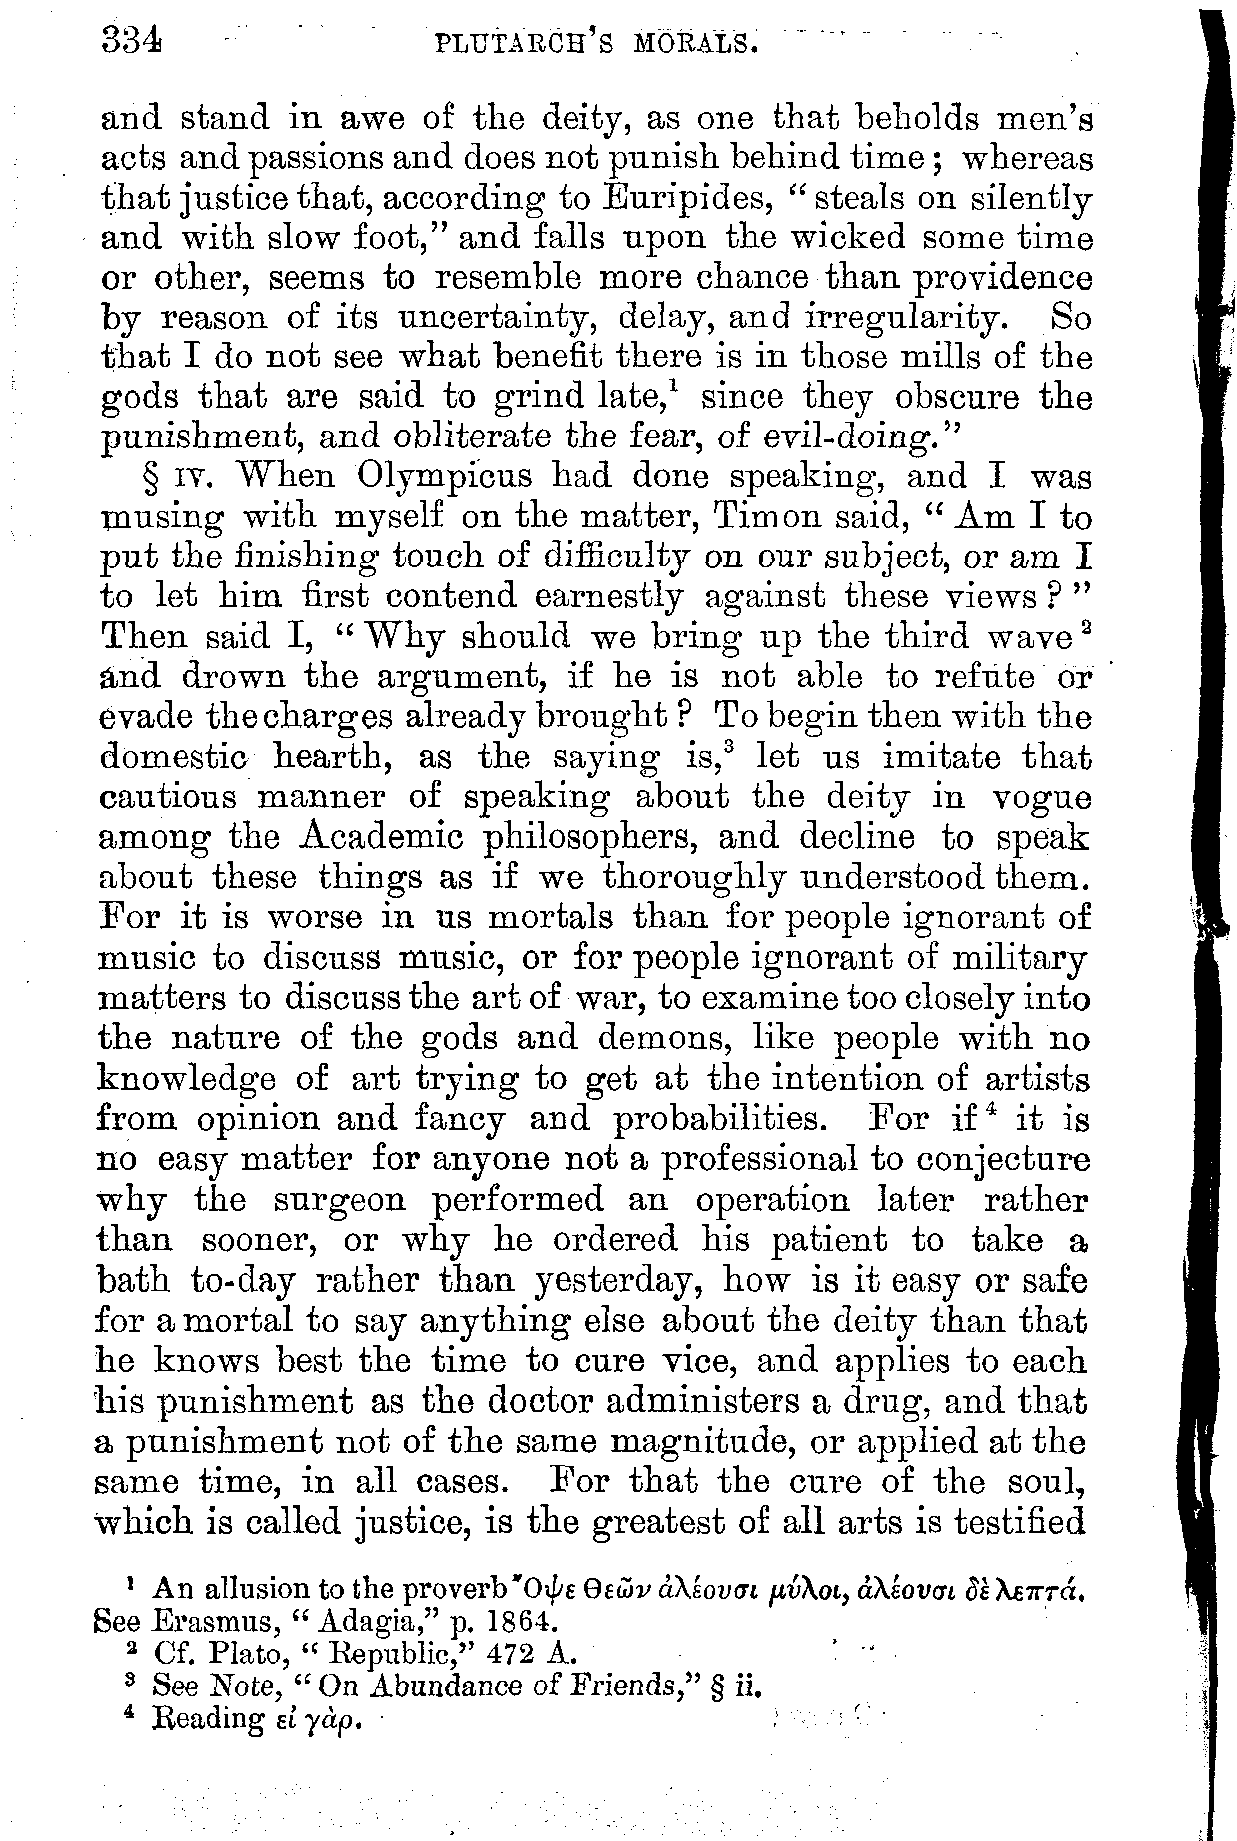 334 PLUTARCH'S MORALS.
and stand in awe of the deity, as one that beholds men's
acts and passions and does not punish behind time; whereas
that justice that, according to Euripides, “steals on silently
and with slow foot,” and falls upon the wicked some time
or other, seems to resemble more chance than providence
by reason of its uncertainty, delay, and irregularity. So
that I do not see what benefit there is in those mills of the
gods that are said to grind late,¹ since they obscure the
punishment, and obliterate the fear, of evil-doing.”
§ IV. When Olympicus had done speaking, and I was
musing with myself on the matter, Timon said, “Am I to
put the finishing touch of difficulty on our subject, or am I
to let him first contend earnestly against these views?”
Then said I, “Why should we bring up the third wave²
and drown the argument, if he is not able to refute or
evade the charges already brought? To begin then with the
domestic hearth, as the saying is,³ let us imitate that
cautious manner of speaking about the deity in vogue
among the Academic philosophers, and decline to speak
about these things as if we thoroughly understood them.
For it is worse in us mortals than for people ignorant of
music to discuss music, or for people ignorant of military
matters to discuss the art of war, to examine too closely into
the nature of the gods and demons, like people with no
knowledge of art trying to get at the intention of artists
from opinion and fancy and probabilities. For if⁴ it is
no easy matter for anyone not a professional to conjecture
why the surgeon performed an operation later rather
than sooner, or why he ordered his patient to take a
bath to-day rather than yesterday, how is it easy or safe
for a mortal to say anything else about the deity than that
he knows best the time to cure vice, and applies to each
his punishment as the doctor administers a drug, and that
a punishment not of the same magnitude, or applied at the
same time, in all cases. For that the cure of the soul,
which is called justice, is the greatest of all arts is testified
¹ An allusion to the proverb Ὀψε Θεῶν ἀλέουσι μύλοι, ἀλέουσι δὲ λεπτά.
See Erasmus, “Adagia,” p. 1864.
² Cf. Plato, “Republic,” 472 A.
³ See Note, “On Abundance of Friends,” § ii.
⁴ Reading εἰ γὰρ.